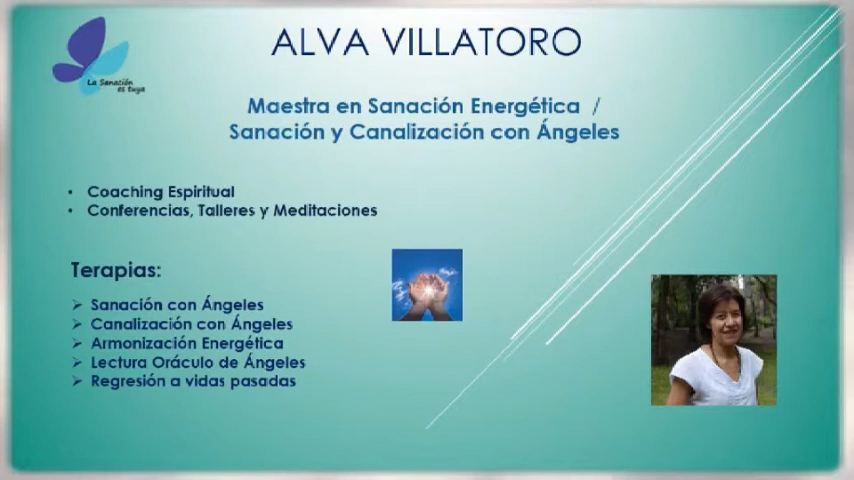 La Sanación
es tuya
ALVA VILLATORO
Maestra en Sanación Energética /
Sanación y Canalización con Ángeles
• Coaching Espiritual
• Conferencias, Talleres y Meditaciones
Terapias:
➢ Sanación con Ángeles
➢ Canalización con Ángeles
➢ Armonización Energética
➢ Lectura Oráculo de Ángeles
➢ Regresión a vidas pasadas